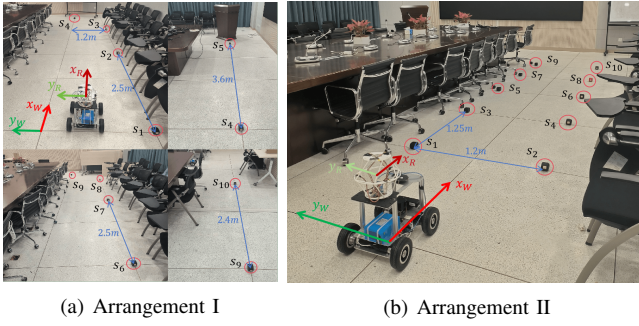 s4 s3
1.2m
s2
xR
yR
2.5m
xW
yW
s1
s5
3.6m
s4
s9 s8
s7
2.5m
s6
s10
2.4m
s9
s9 s10
s7 s8
s5 s6
s3 s4
1.25m
s1
1.2m
s2
xR
yR
xW
yW
(a) Arrangement I
(b) Arrangement II